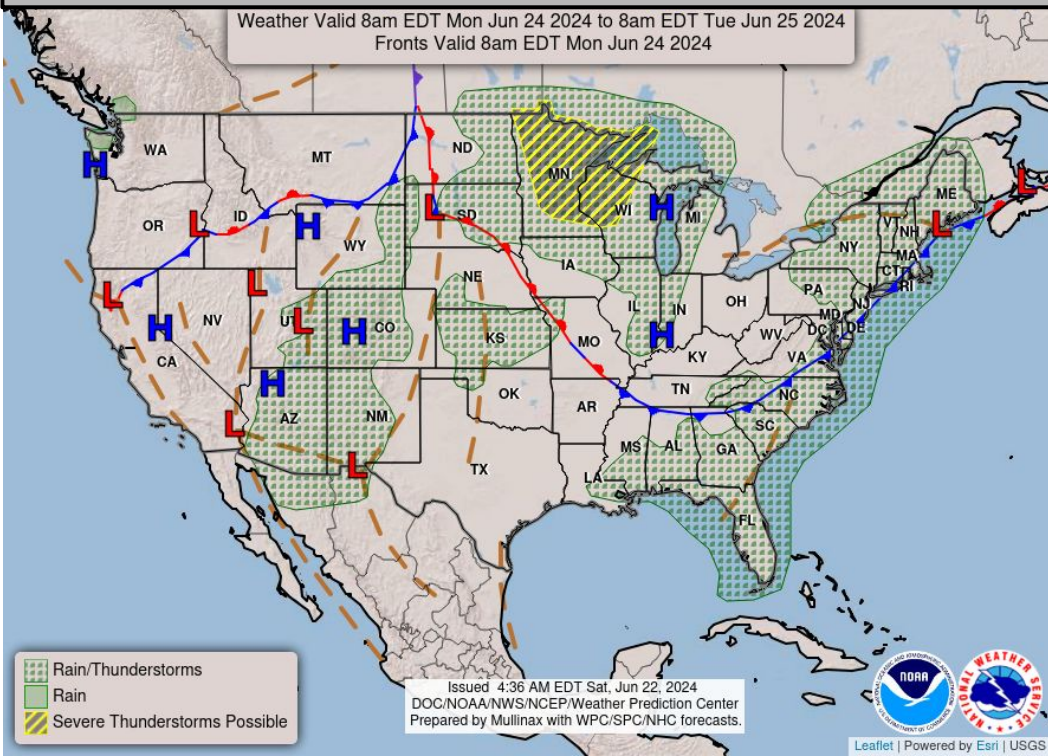 Weather Valid 8am EDT Mon Jun 24 2024 to 8am EDT Tue Jun 25 2024
Fronts Valid 8am EDT Mon Jun 24 2024
WA
MT
ND
MN
ME
OR
ID
WY
SD
WI
MI
VT
NH
NY
MA
CT
RI
IA
NE
PA
NJ
NV
UT
CO
KS
MO
IL
IN
OH
WV
MD
DE
DC
VA
CA
KY
AZ
NM
OK
AR
TN
NC
SC
TX
LA
MS
AL
GA
FL
H
L
L
L
H
L
H
L
L
H
L
H
H
L
L
H
H
L
L
Rain/Thunderstorms
Rain
Severe Thunderstorms Possible
Issued 4:36 AM EDT Sat, Jun 22, 2024
DOC/NOAA/NWS/NCEP/Weather Prediction Center
Prepared by Mullinax with WPC/SPC/NHC forecasts.
NOAA
NATIONAL WEATHER SERVICE
Leaflet | Powered by Esri | USGS